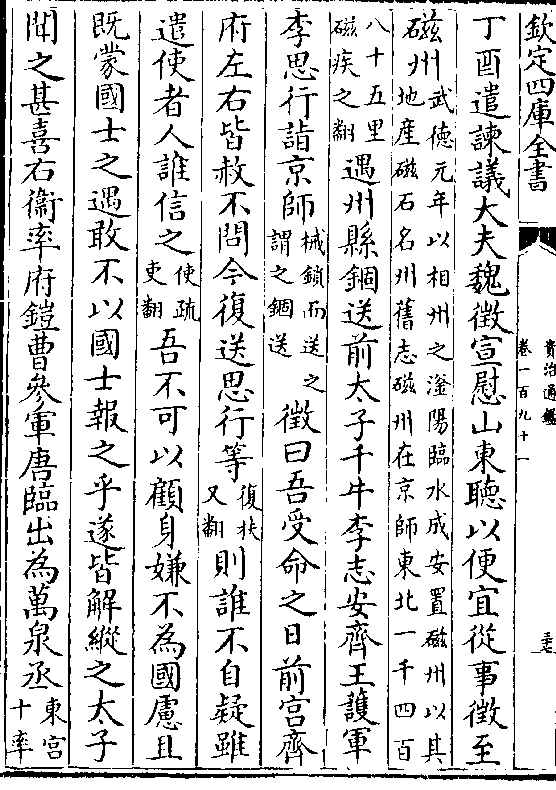 欽定四庫全書
資治通鑑
卷一百九十一
丁酉遣諫議大夫魏徵宣慰山東聽以便宜從事徵至
磁州武德元年以相州之滏陽臨水成安置磁州以其
地產磁石名州舊志磁州在京師東北一千四百
八十五里
磁疾之翻遇州縣錮送前太子千牛李志安齊王護軍
李思行詣京師械鎖而送之
謂之錮送徵曰吾受命之日前宮齊
府左右皆赦不問今復送思行等復扶
又翻則誰不自疑雖
遣使者人誰信之使疏
吏翻吾不可以顧身嫌不為國慮且
既蒙國士之遇敢不以國士報之乎遂皆解縱之太子
聞之甚喜右衛率府鎧曹參軍唐臨出為萬泉丞東宮
十率